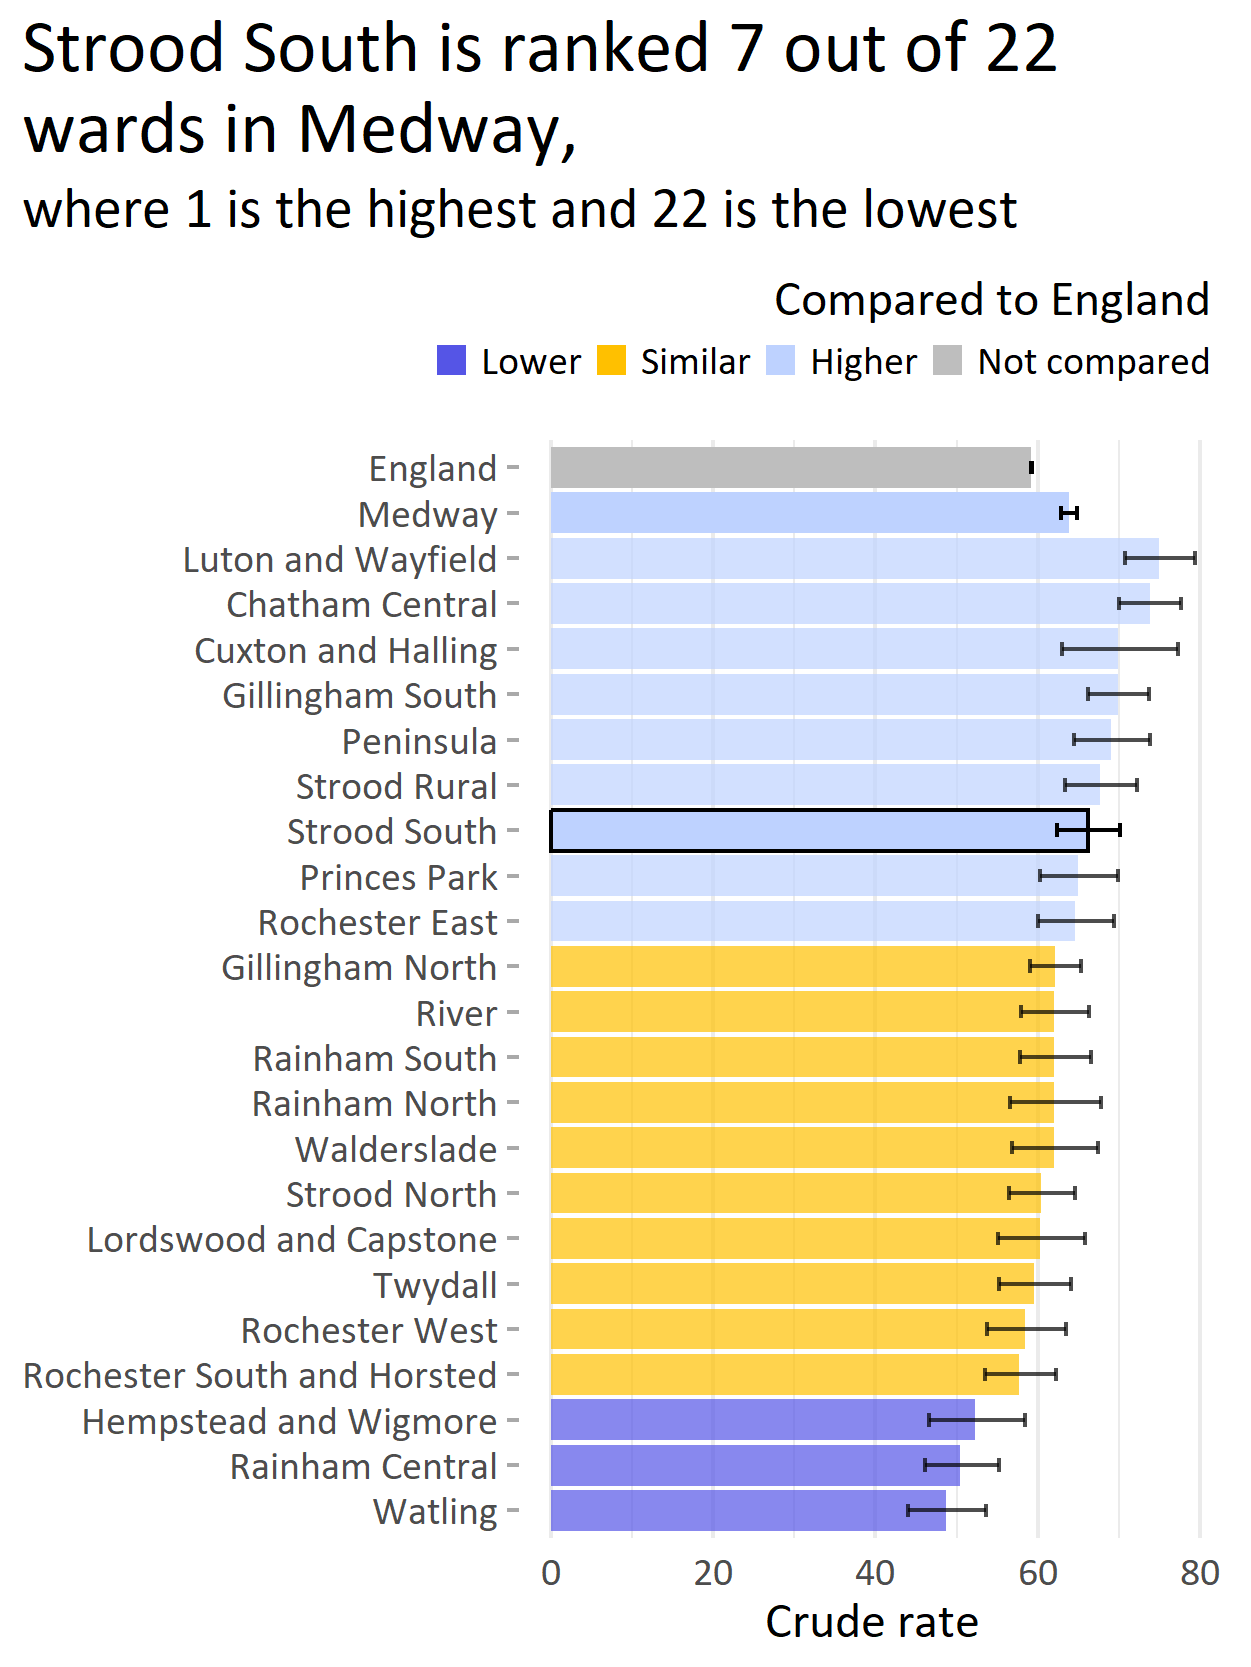 Strood South is ranked 7 out of 22
wards in Medway,
where 1 is the highest and 22 is the lowest
Compared to England
Lower Similar Higher Not compared
England
Medway
Luton and Wayfield
Chatham Central
Cuxton and Halling
Gillingham South
Peninsula
Strood Rural
Strood South
Princes Park
Rochester East
Gillingham North
River
Rainham South
Rainham North
Walderslade
Strood North
Lordswood and Capstone
Twydall
Rochester West
Rochester South and Horsted
Hempstead and Wigmore
Rainham Central
Watling
0 20 40 60 80
Crude rate